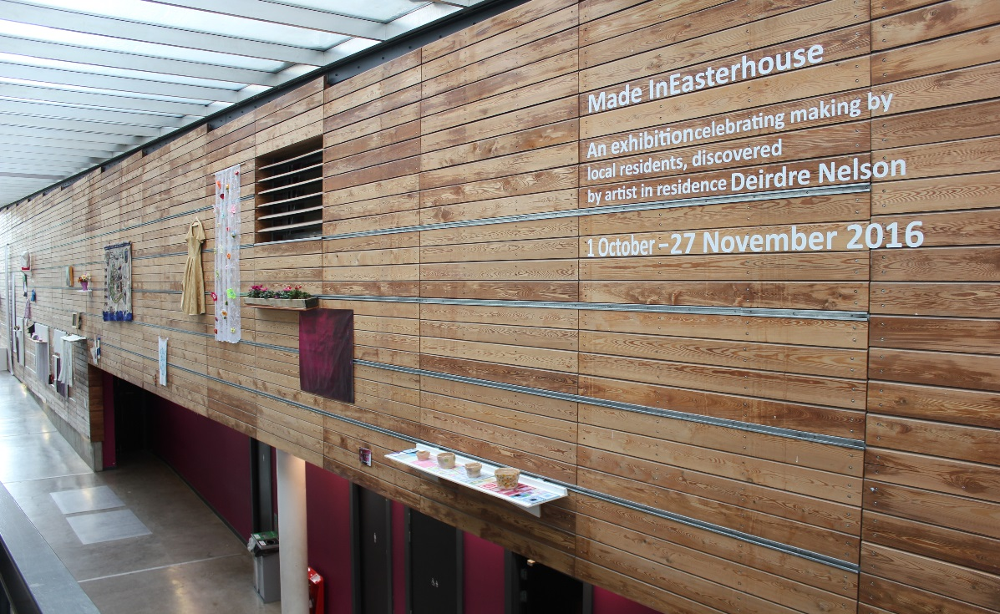 Made InEasterhouse
An exhibitioncelebrating making by
local residents, discovered
by artist in residence Deirdre Nelson
1 October –27 November 2016